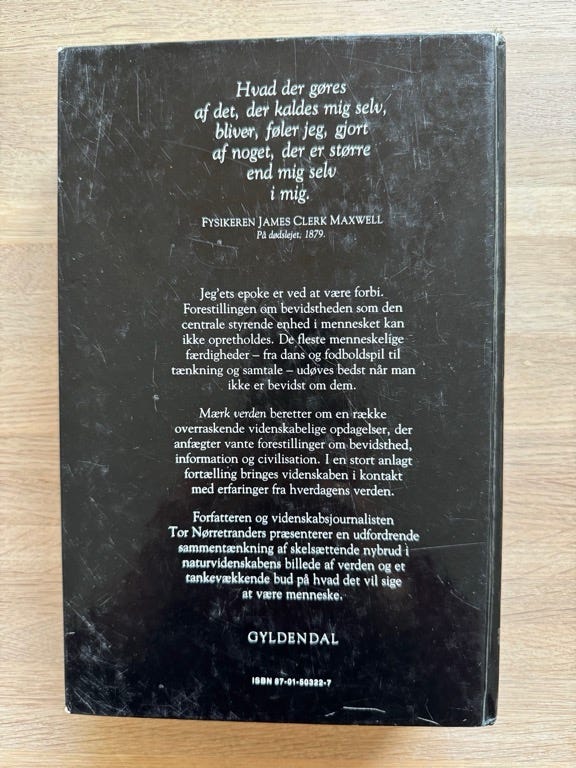 Hvad der gøres
af det, der kaldes mig selv,
bliver, føler jeg, gjort
af noget, der er større
end mig selv
i mig.
FYSIKEREN JAMES CLERK MAXWELL
På dødslejet, 1879.
Jeg'ets epoke er ved at være forbi.
Forestillingen om bevidstheden som den
centrale styrende enhed i mennesket kan
ikke opretholdes. De fleste menneskelige
færdigheder – fra dans og fodboldspil til
tænkning og samtale – udøves bedst når man
ikke er bevidst om dem.
Mærk verden beretter om en række
overraskende videnskabelige opdagelser, der
anfægter vante forestillinger om bevidsthed,
information og civilisation. I en stort anlagt
fortælling bringes videnskaben i kontakt
med erfaringer fra hverdagens verden.
Forfatteren og videnskabsjournalisten
Tor Nørretranders præsenterer en udfordrende
sammentænkning af skelsættende nybrud i
naturvidenskabens billede af verden og et
tankevækkende bud på hvad det vil sige
at være menneske.
GYLDENDAL
ISBN 87-01-50322-7